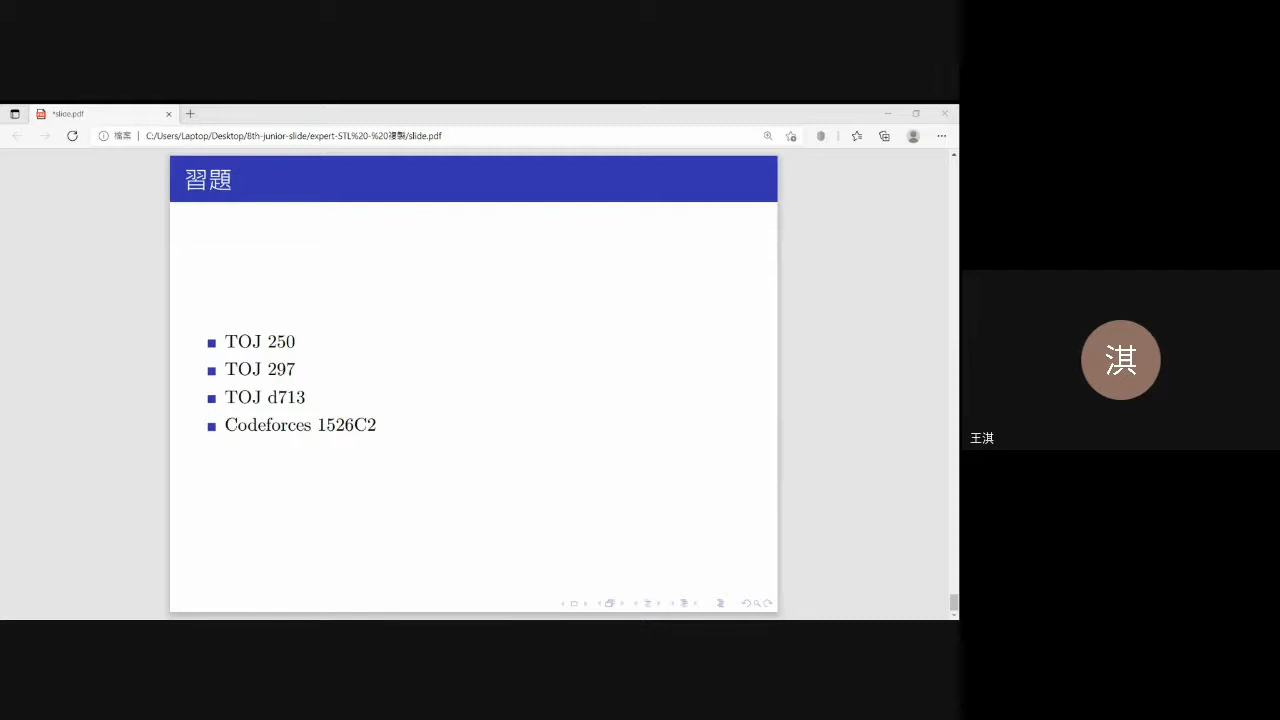 *slide.pdf
檔案
C:/Users/Laptop/Desktop/8th-junior-slide/expert-STL%20-%20複製/slide.pdf
習題
TOJ 250
TOJ 297
TOJ d713
Codeforces 1526C2
淇
王淇